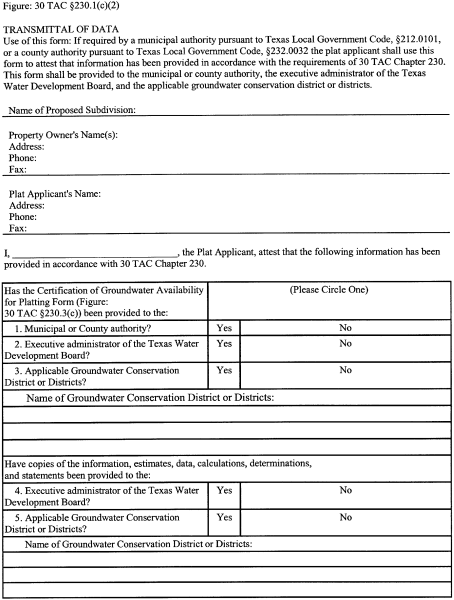 Figure: 30 TAC §230.1(c)(2)
TRANSMITTAL OF DATA
Use of this form: If required by a municipal authority pursuant to Texas Local Government Code, §212.0101,
or a county authority pursuant to Texas Local Government Code, §232.0032 the plat applicant shall use this
form to attest that information has been provided in accordance with the requirements of 30 TAC Chapter 230.
This form shall be provided to the municipal or county authority, the executive administrator of the Texas
Water Development Board, and the applicable groundwater conservation district or districts.
Name of Proposed Subdivision:
Property Owner's Name(s):
Address:
Phone:
Fax:
Plat Applicant's Name:
Address:
Phone:
Fax:
I, ______________________________, the Plat Applicant, attest that the following information has been
provided in accordance with 30 TAC Chapter 230.
Has the Certification of Groundwater Availability
for Platting Form (Figure:
30 TAC §230.3(c)) been provided to the:
(Please Circle One)
1. Municipal or County authority?
Yes
No
2. Executive administrator of the Texas Water
Development Board?
Yes
No
3. Applicable Groundwater Conservation
District or Districts?
Yes
No
Name of Groundwater Conservation District or Districts:
Have copies of the information, estimates, data, calculations, determinations,
and statements been provided to the:
4. Executive administrator of the Texas Water
Development Board?
Yes
No
5. Applicable Groundwater Conservation
District or Districts?
Yes
No
Name of Groundwater Conservation District or Districts: